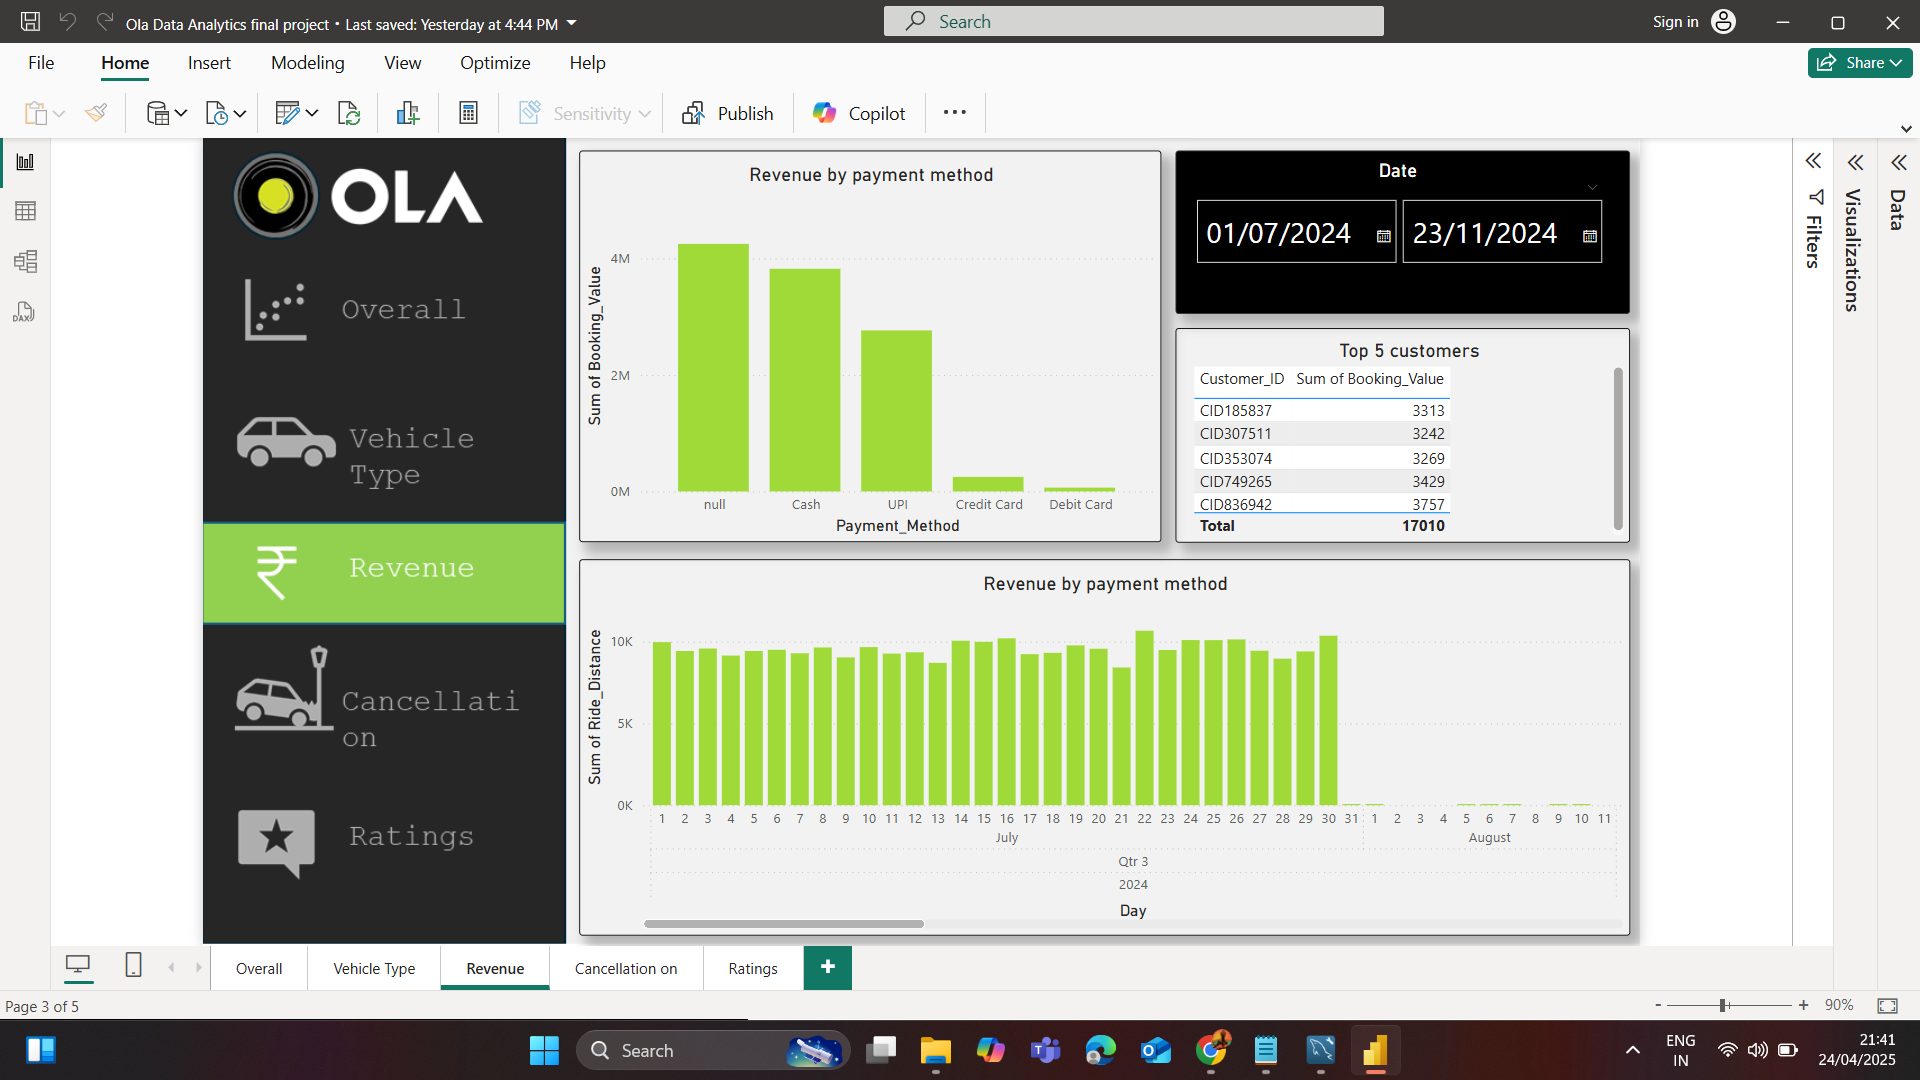 Ola Data Analytics final project • Last saved: Yesterday at 4:44 PM
Search
Sign in
File
Home
Insert
Modeling
View
Optimize
Help
Share
Sensitivity
Publish
Copilot
DAX
OLA
Overall
Vehicle
Type
Revenue
Cancellati
on
Ratings
Revenue by payment method
Sum of Booking_Value
4M
2M
0M
null
Cash
UPI
Credit Card
Debit Card
Payment_Method
Date
01/07/2024
23/11/2024
Top 5 customers
Customer_ID Sum of Booking_Value
CID185837 3313
CID307511 3242
CID353074 3269
CID749265 3429
CID836942 3757
Total 17010
Revenue by payment method
Sum of Ride_Distance
10K
5K
0K
1 2 3 4 5 6 7 8 9 10 11 12 13 14 15 16 17 18 19 20 21 22 23 24 25 26 27 28 29 30 31 1 2 3 4 5 6 7 8 9 10 11
July
August
Qtr 3
2024
Day
Filters
Visualizations
Data
Overall
Vehicle Type
Revenue
Cancellation on
Ratings
+
Page 3 of 5
- + 90%
Search
ENG
IN
21:41
24/04/2025